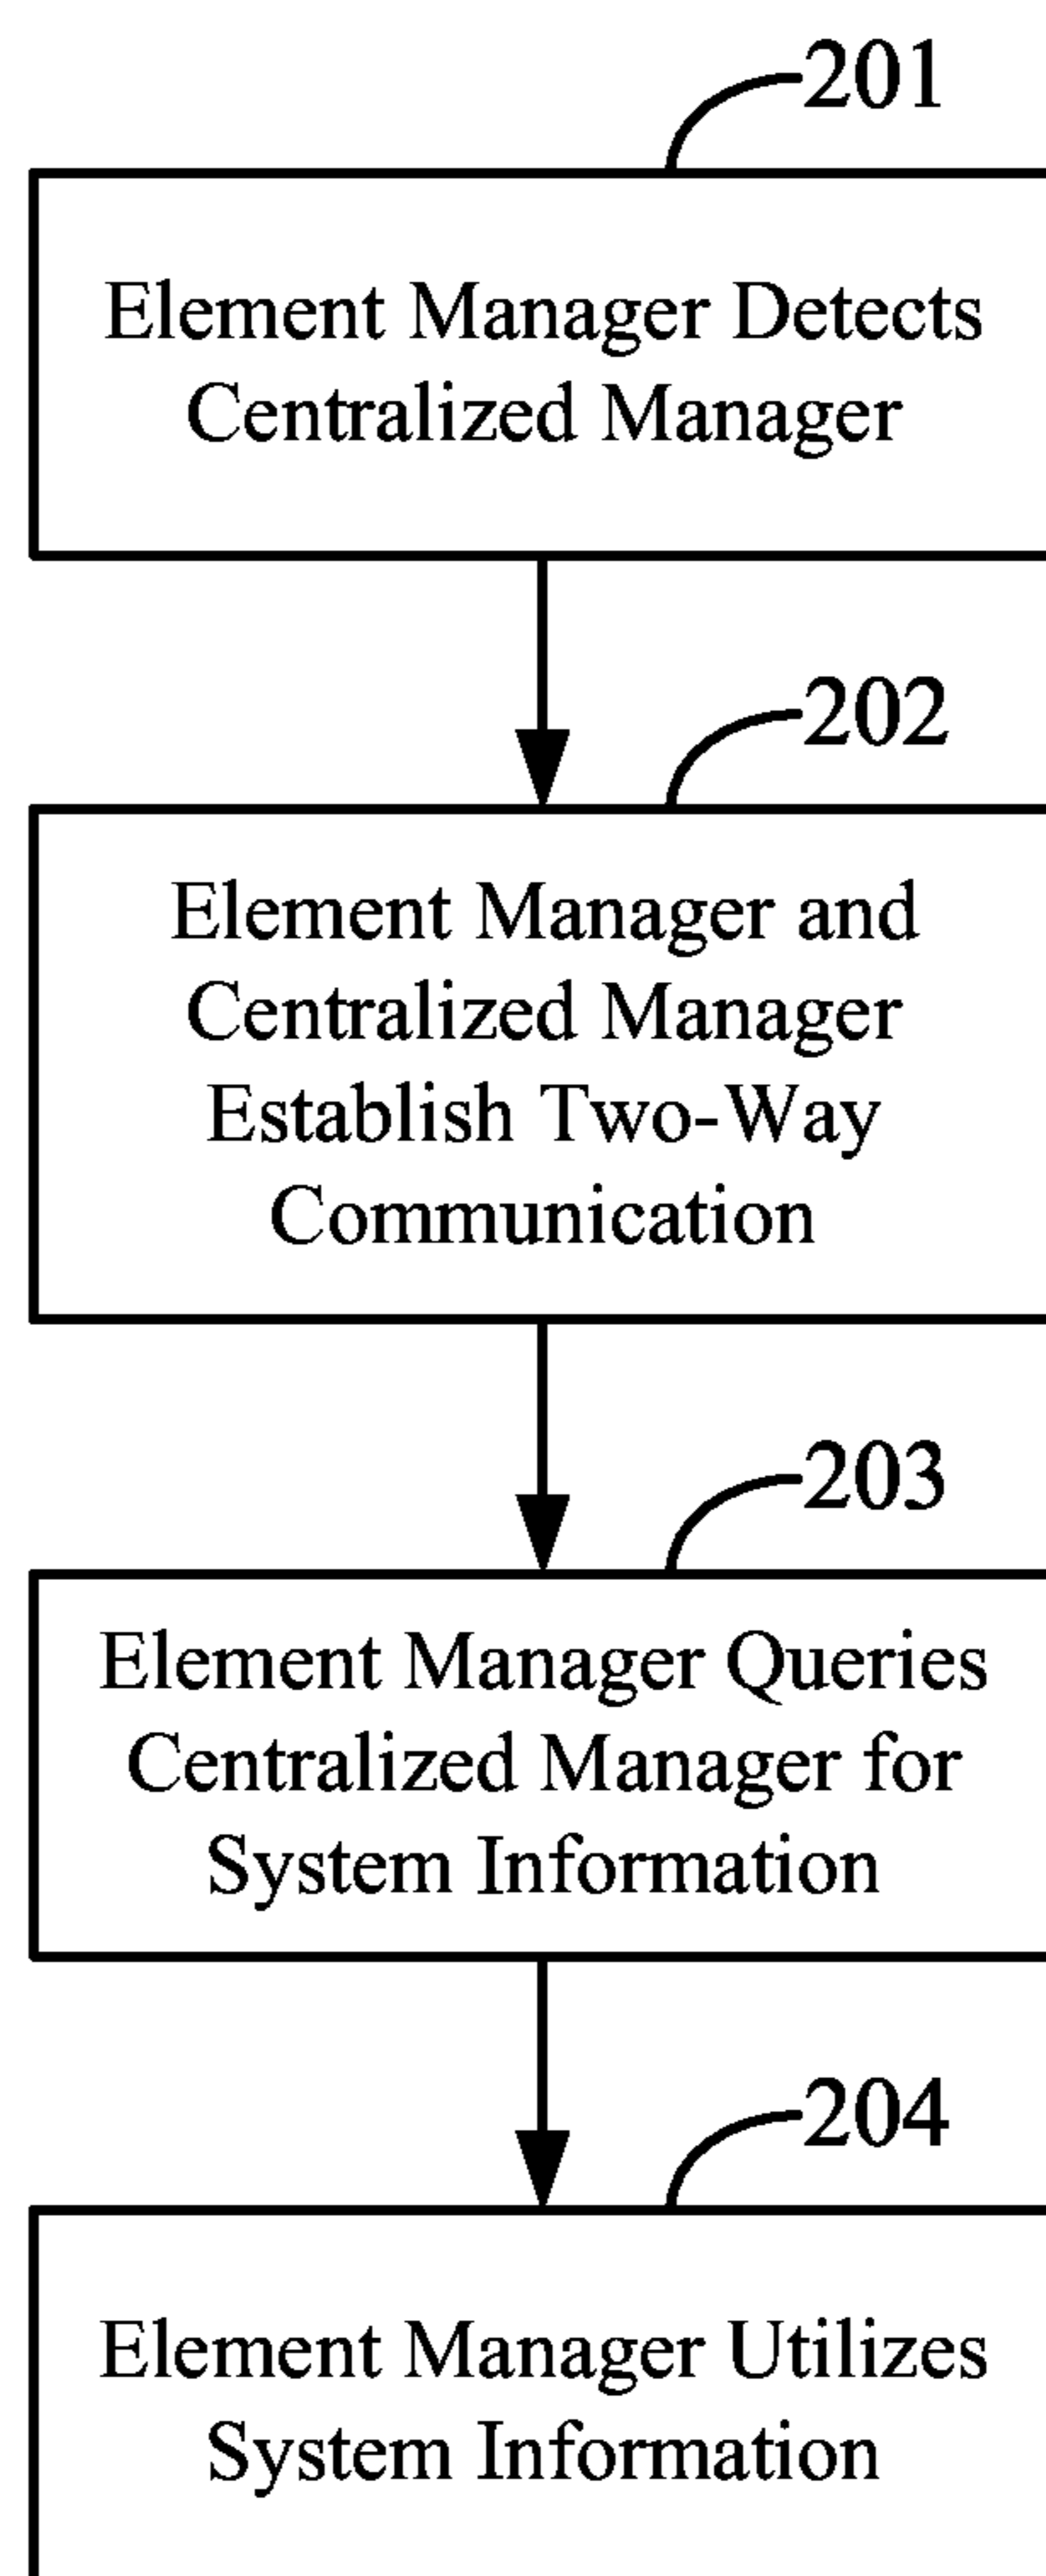 201
Element Manager Detects
Centralized Manager
202
Element Manager and
Centralized Manager
Establish Two-Way
Communication
203
Element Manager Queries
Centralized Manager for
System Information
204
Element Manager Utilizes
System Information